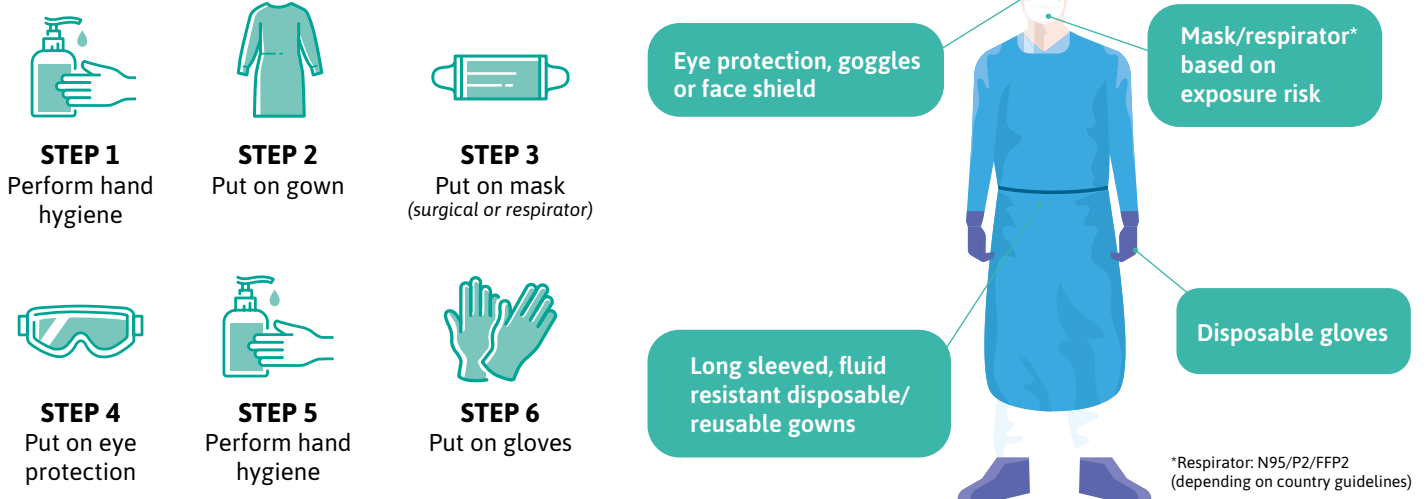 STEP 1
Perform hand
hygiene
STEP 2
Put on gown
STEP 3
Put on mask
(surgical or respirator)
STEP 4
Put on eye
protection
STEP 5
Perform hand
hygiene
STEP 6
Put on gloves
Eye protection, goggles
or face shield
Mask/respirator*
based on
exposure risk
Long sleeved, fluid
resistant disposable/
reusable gowns
Disposable gloves
*Respirator: N95/P2/FFP2
(depending on country guidelines)